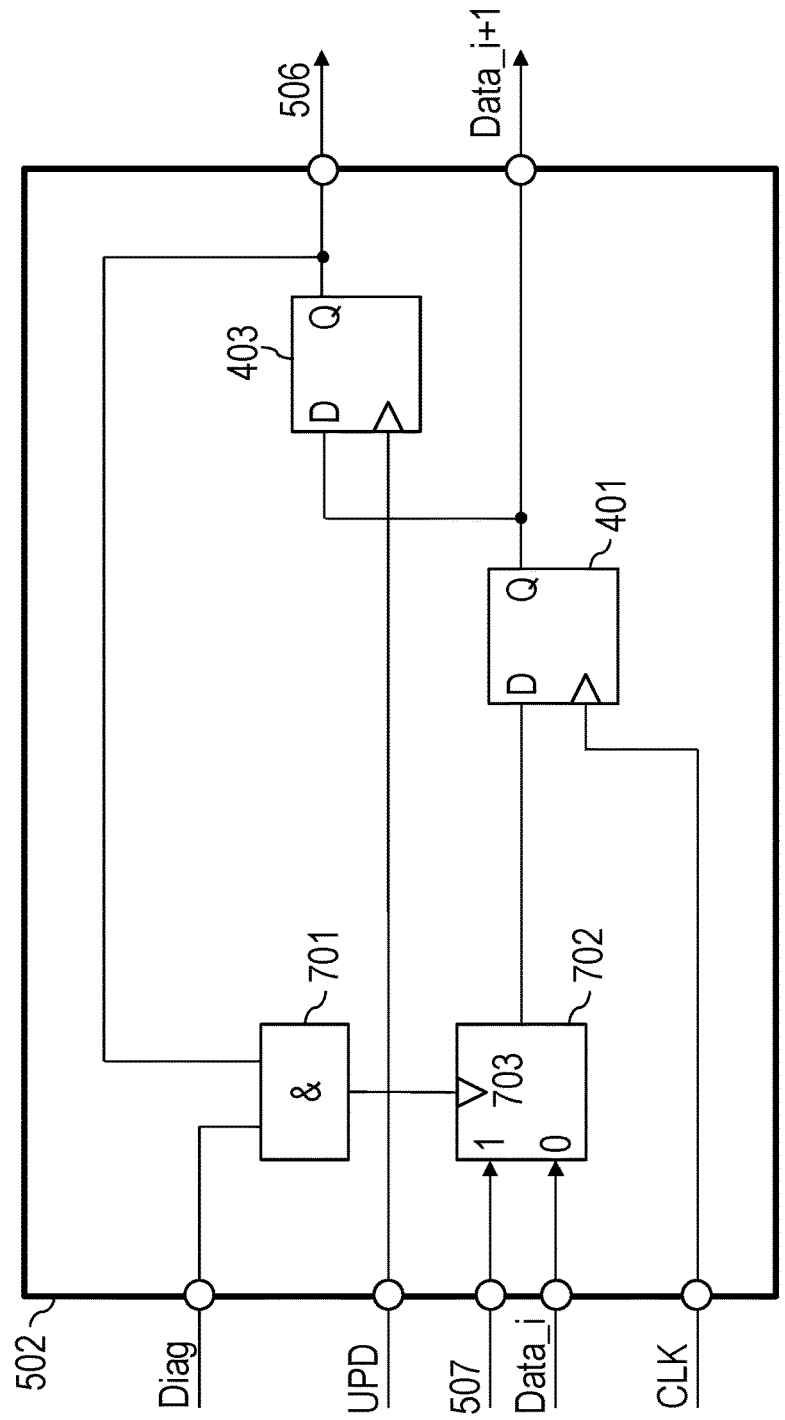 502
Diag
UPD
507
Data_i
CLK
&
701
1
0
703
702
D
Q
401
D
Q
403
506
Data_i+1